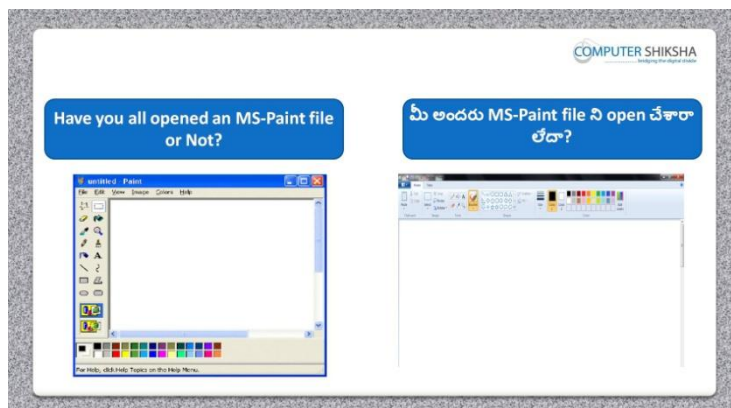 COMPUTER SHIKSHA
bridging the digital divide
Have you all opened an MS-Paint file
or Not?
మీ అందరు MS-Paint file ని open చేశారా
లేదా?
untitled - Paint
File Edit View Image Colors Help
For Help, click Help Topics on the Help Menu.